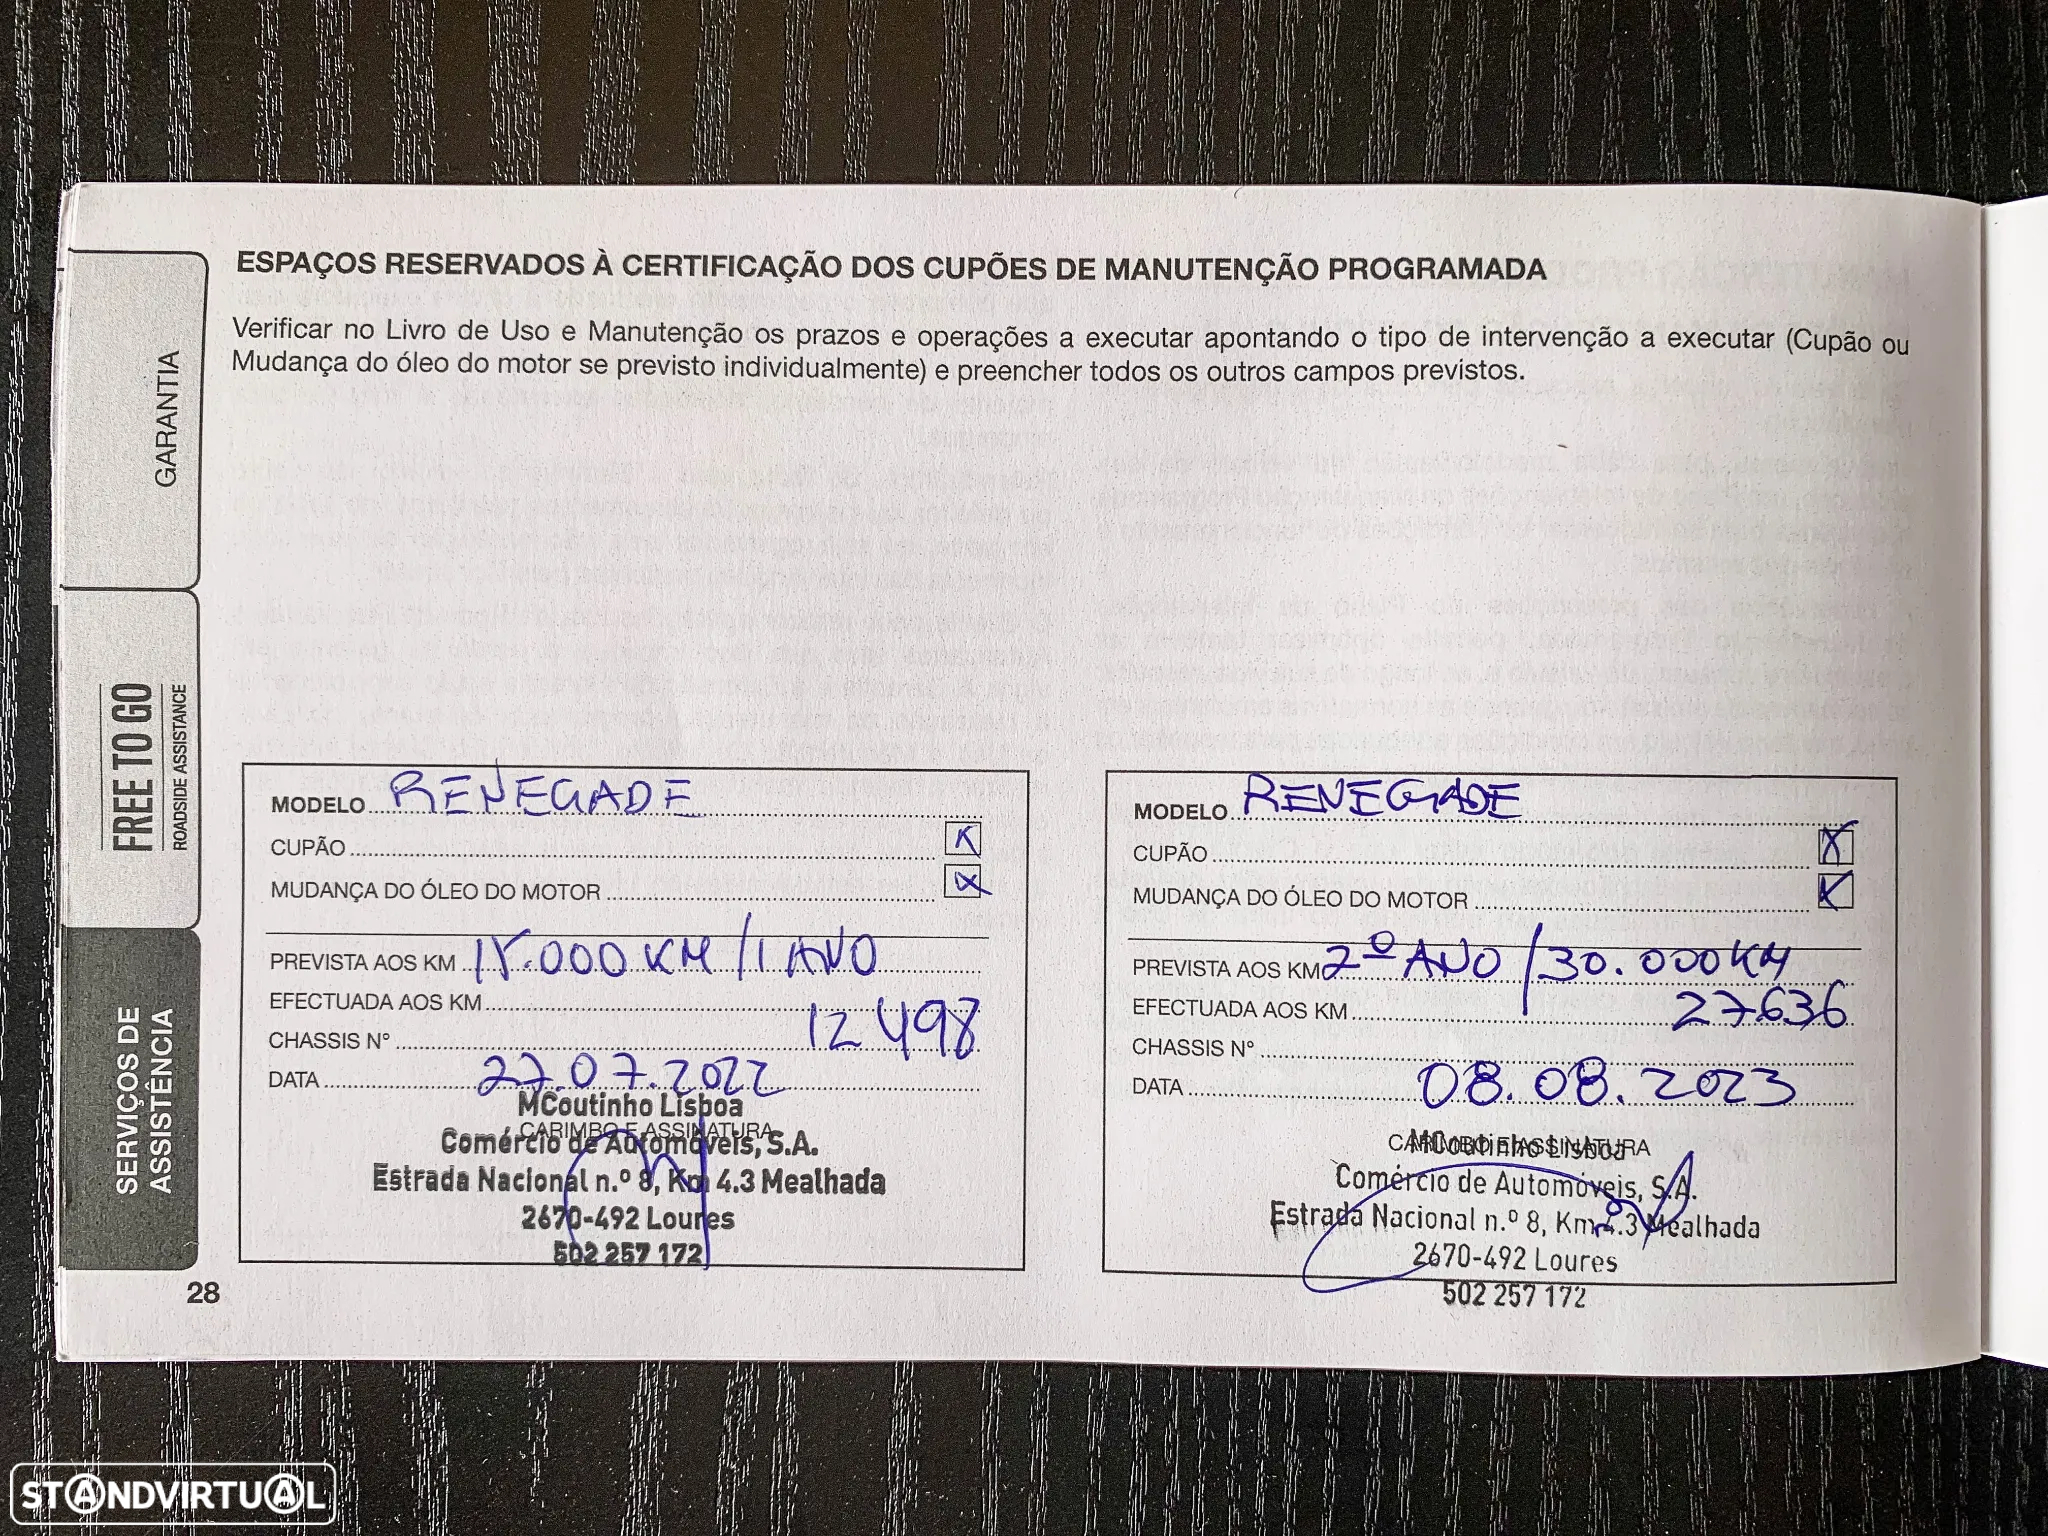 ESPAÇOS RESERVADOS À CERTIFICAÇÃO DOS CUPÕES DE MANUTENÇÃO PROGRAMADA
Verificar no Livro de Uso e Manutenção os prazos e operações a executar apontando o tipo de intervenção a executar (Cupão ou
Mudança do óleo do motor se previsto individualmente) e preencher todos os outros campos previstos.
GARANTIA
FREE TO GO
ROADSIDE ASSISTANCE
SERVIÇOS DE
ASSISTÊNCIA
MODELO RENEGADE
CUPÃO X
MUDANÇA DO ÓLEO DO MOTOR X
PREVISTA AOS KM 15.000 KM / 1 ANO
EFECTUADA AOS KM 12 498
CHASSIS Nº
DATA 27.07.2022
CARIMBO E ASSINATURA
MCoutinho Lisboa
Comércio de Automóveis, S.A.
Estrada Nacional n.º 8, Km 4.3 Mealhada
2670-492 Loures
502 257 172
MODELO RENEGADE
CUPÃO X
MUDANÇA DO ÓLEO DO MOTOR X
PREVISTA AOS KM 2º ANO / 30.000KM
EFECTUADA AOS KM 27636
CHASSIS Nº
DATA 08.08.2023
CARIMBO E ASSINATURA
MCoutinho Lisboa
Comércio de Automóveis, S.A.
Estrada Nacional n.º 8, Km 4.3 Mealhada
2670-492 Loures
502 257 172
28
STANDVIRTUAL